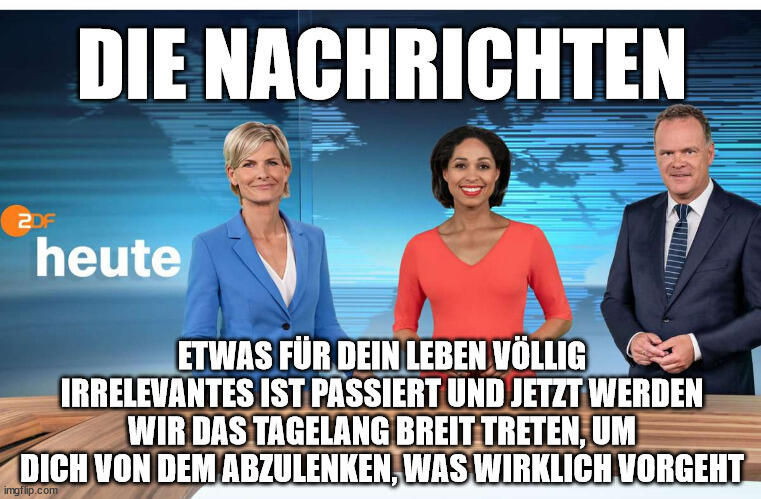 DIE NACHRICHTEN
ZDF
heute
ETWAS FÜR DEIN LEBEN VÖLLIG
IRRELEVANTES IST PASSIERT UND JETZT WERDEN
WIR DAS TAGELANG BREIT TRETEN, UM
DICH VON DEM ABZULENKEN, WAS WIRKLICH VORGEHT
imgflip.com